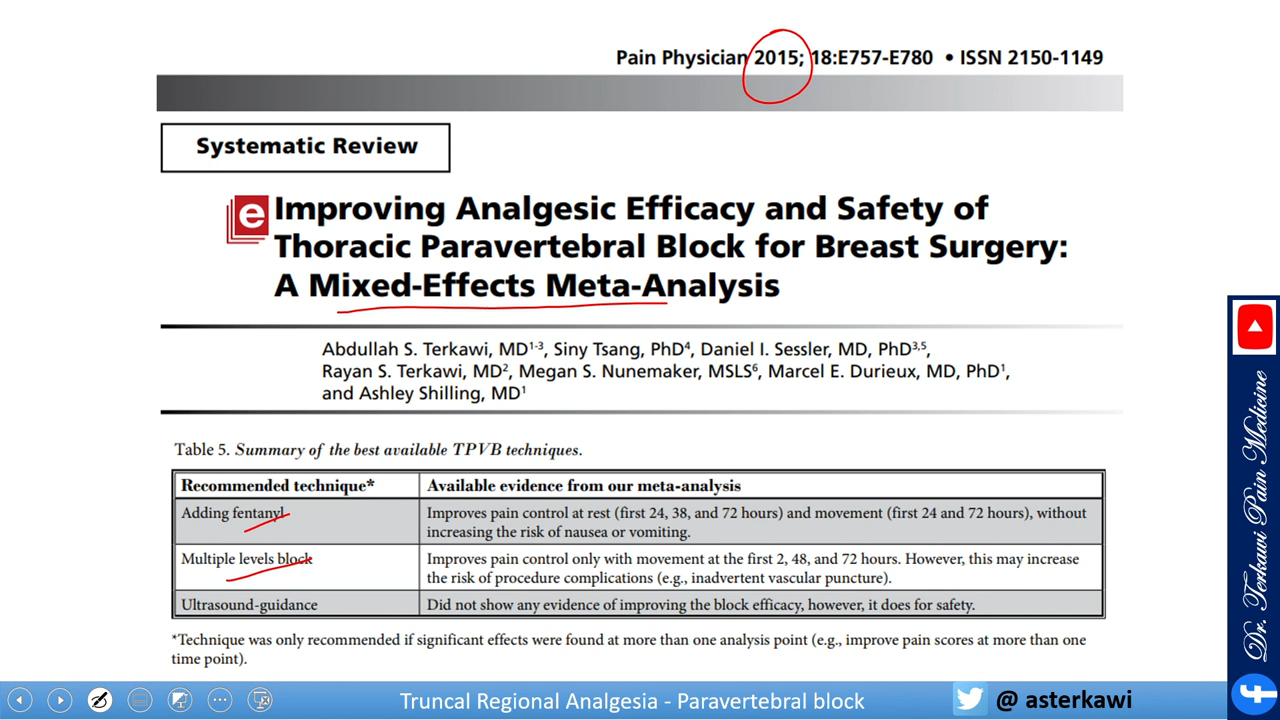 Pain Physician 2015; 18:E757-E780 • ISSN 2150-1149
Systematic Review
e
Improving Analgesic Efficacy and Safety of
Thoracic Paravertebral Block for Breast Surgery:
A Mixed-Effects Meta-Analysis
Abdullah S. Terkawi, MD1-3, Siny Tsang, PhD4, Daniel I. Sessler, MD, PhD3,5,
Rayan S. Terkawi, MD2, Megan S. Nunemaker, MSLS6, Marcel E. Durieux, MD, PhD1,
and Ashley Shilling, MD1
Table 5. Summary of the best available TPVB techniques.
Recommended technique* Available evidence from our meta-analysis
Adding fentanyl Improves pain control at rest (first 24, 38, and 72 hours) and movement (first 24 and 72 hours), without
increasing the risk of nausea or vomiting.
Multiple levels block Improves pain control only with movement at the first 2, 48, and 72 hours. However, this may increase
the risk of procedure complications (e.g., inadvertent vascular puncture).
Ultrasound-guidance Did not show any evidence of improving the block efficacy, however, it does for safety.
*Technique was only recommended if significant effects were found at more than one analysis point (e.g., improve pain scores at more than one
time point).
Dr. Terkawi Pain Medicine
Truncal Regional Analgesia - Paravertebral block
@ asterkawi